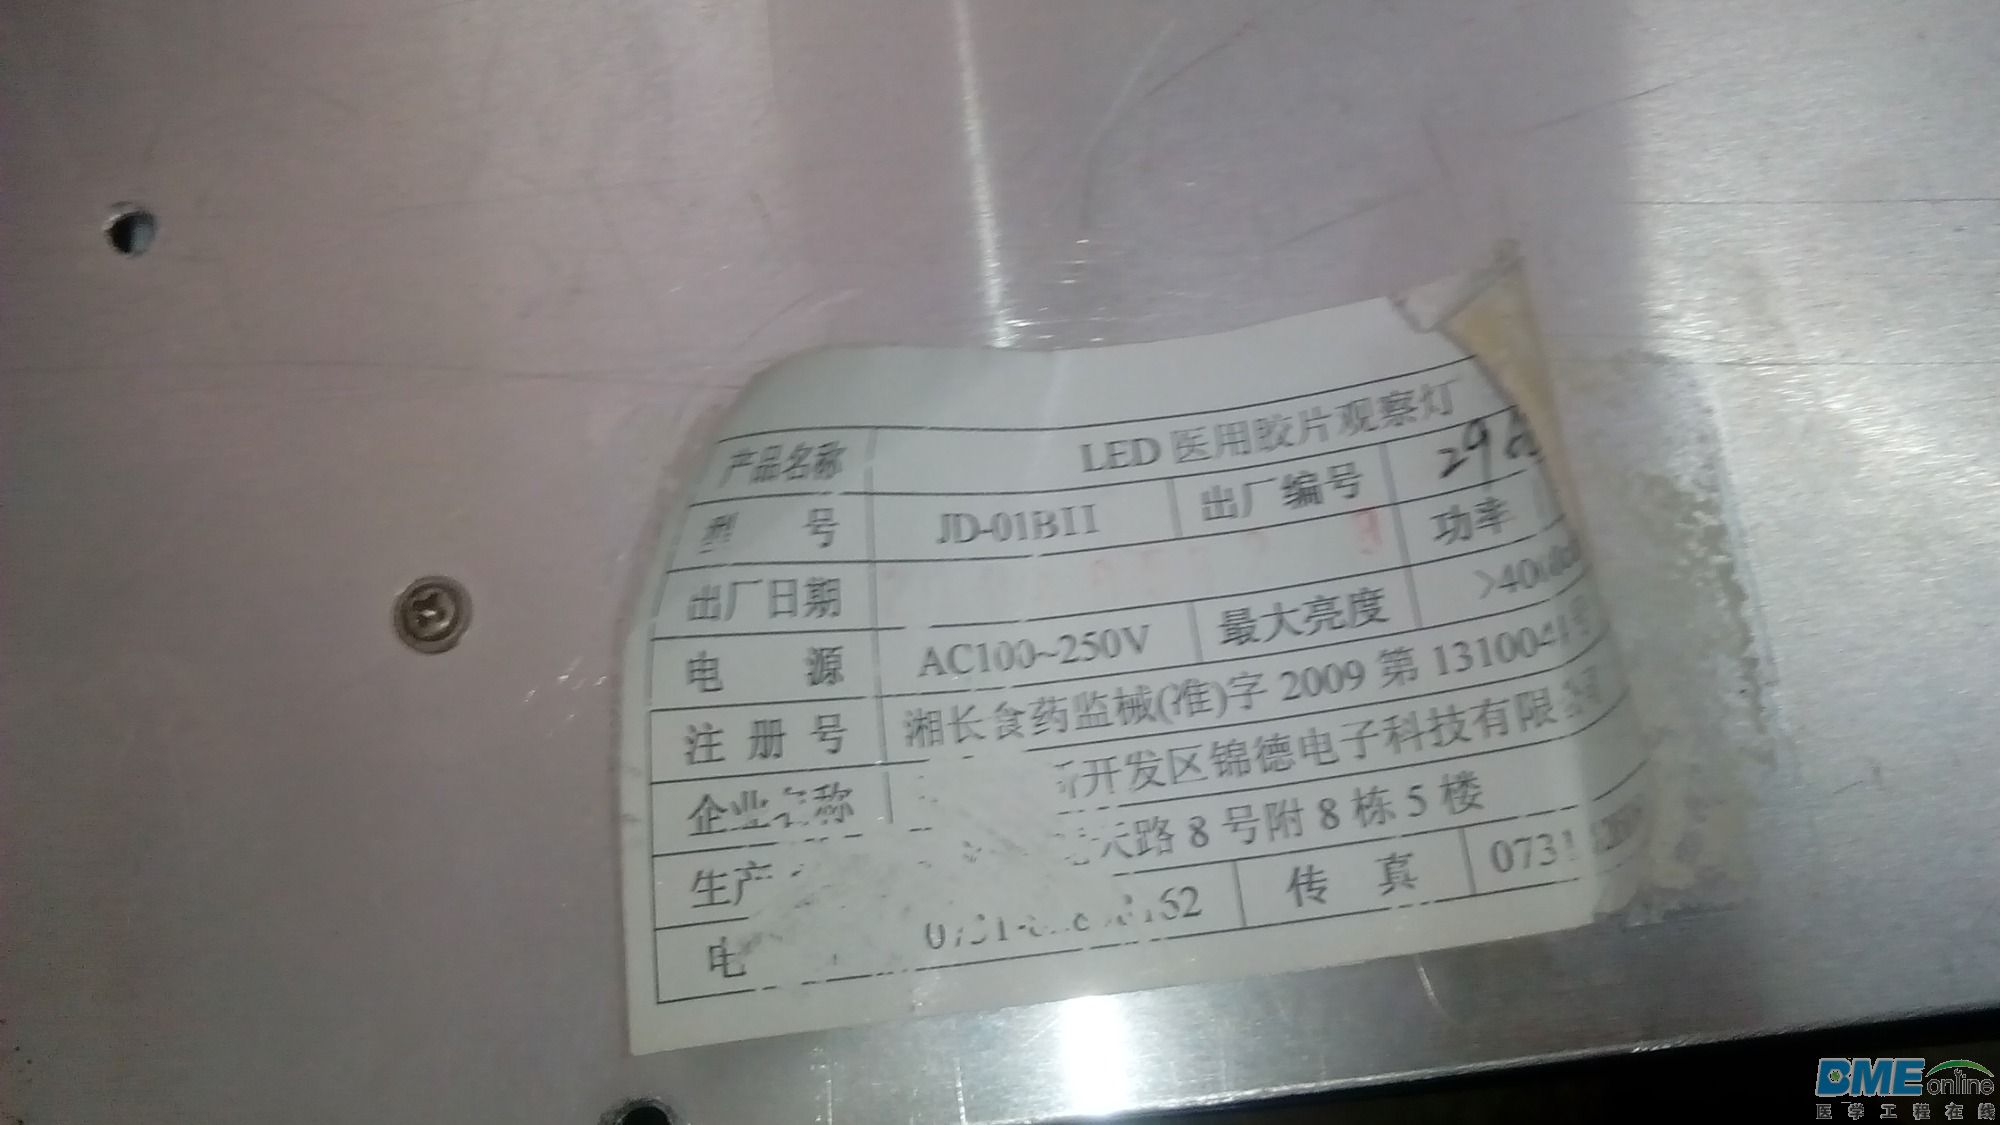 产品名称 LED 医用胶片观察灯
型 号 JD-01BII 出厂编号
出厂日期 功率
电 源 AC100~250V 最大亮度
注 册 号 湘长食药监械(准)字 2009 第
企业名称 开发区锦德电子科技有限公司
生产 路 8 号附 8 栋 5 楼
电 传 真 0731
BME online
医学工程在线